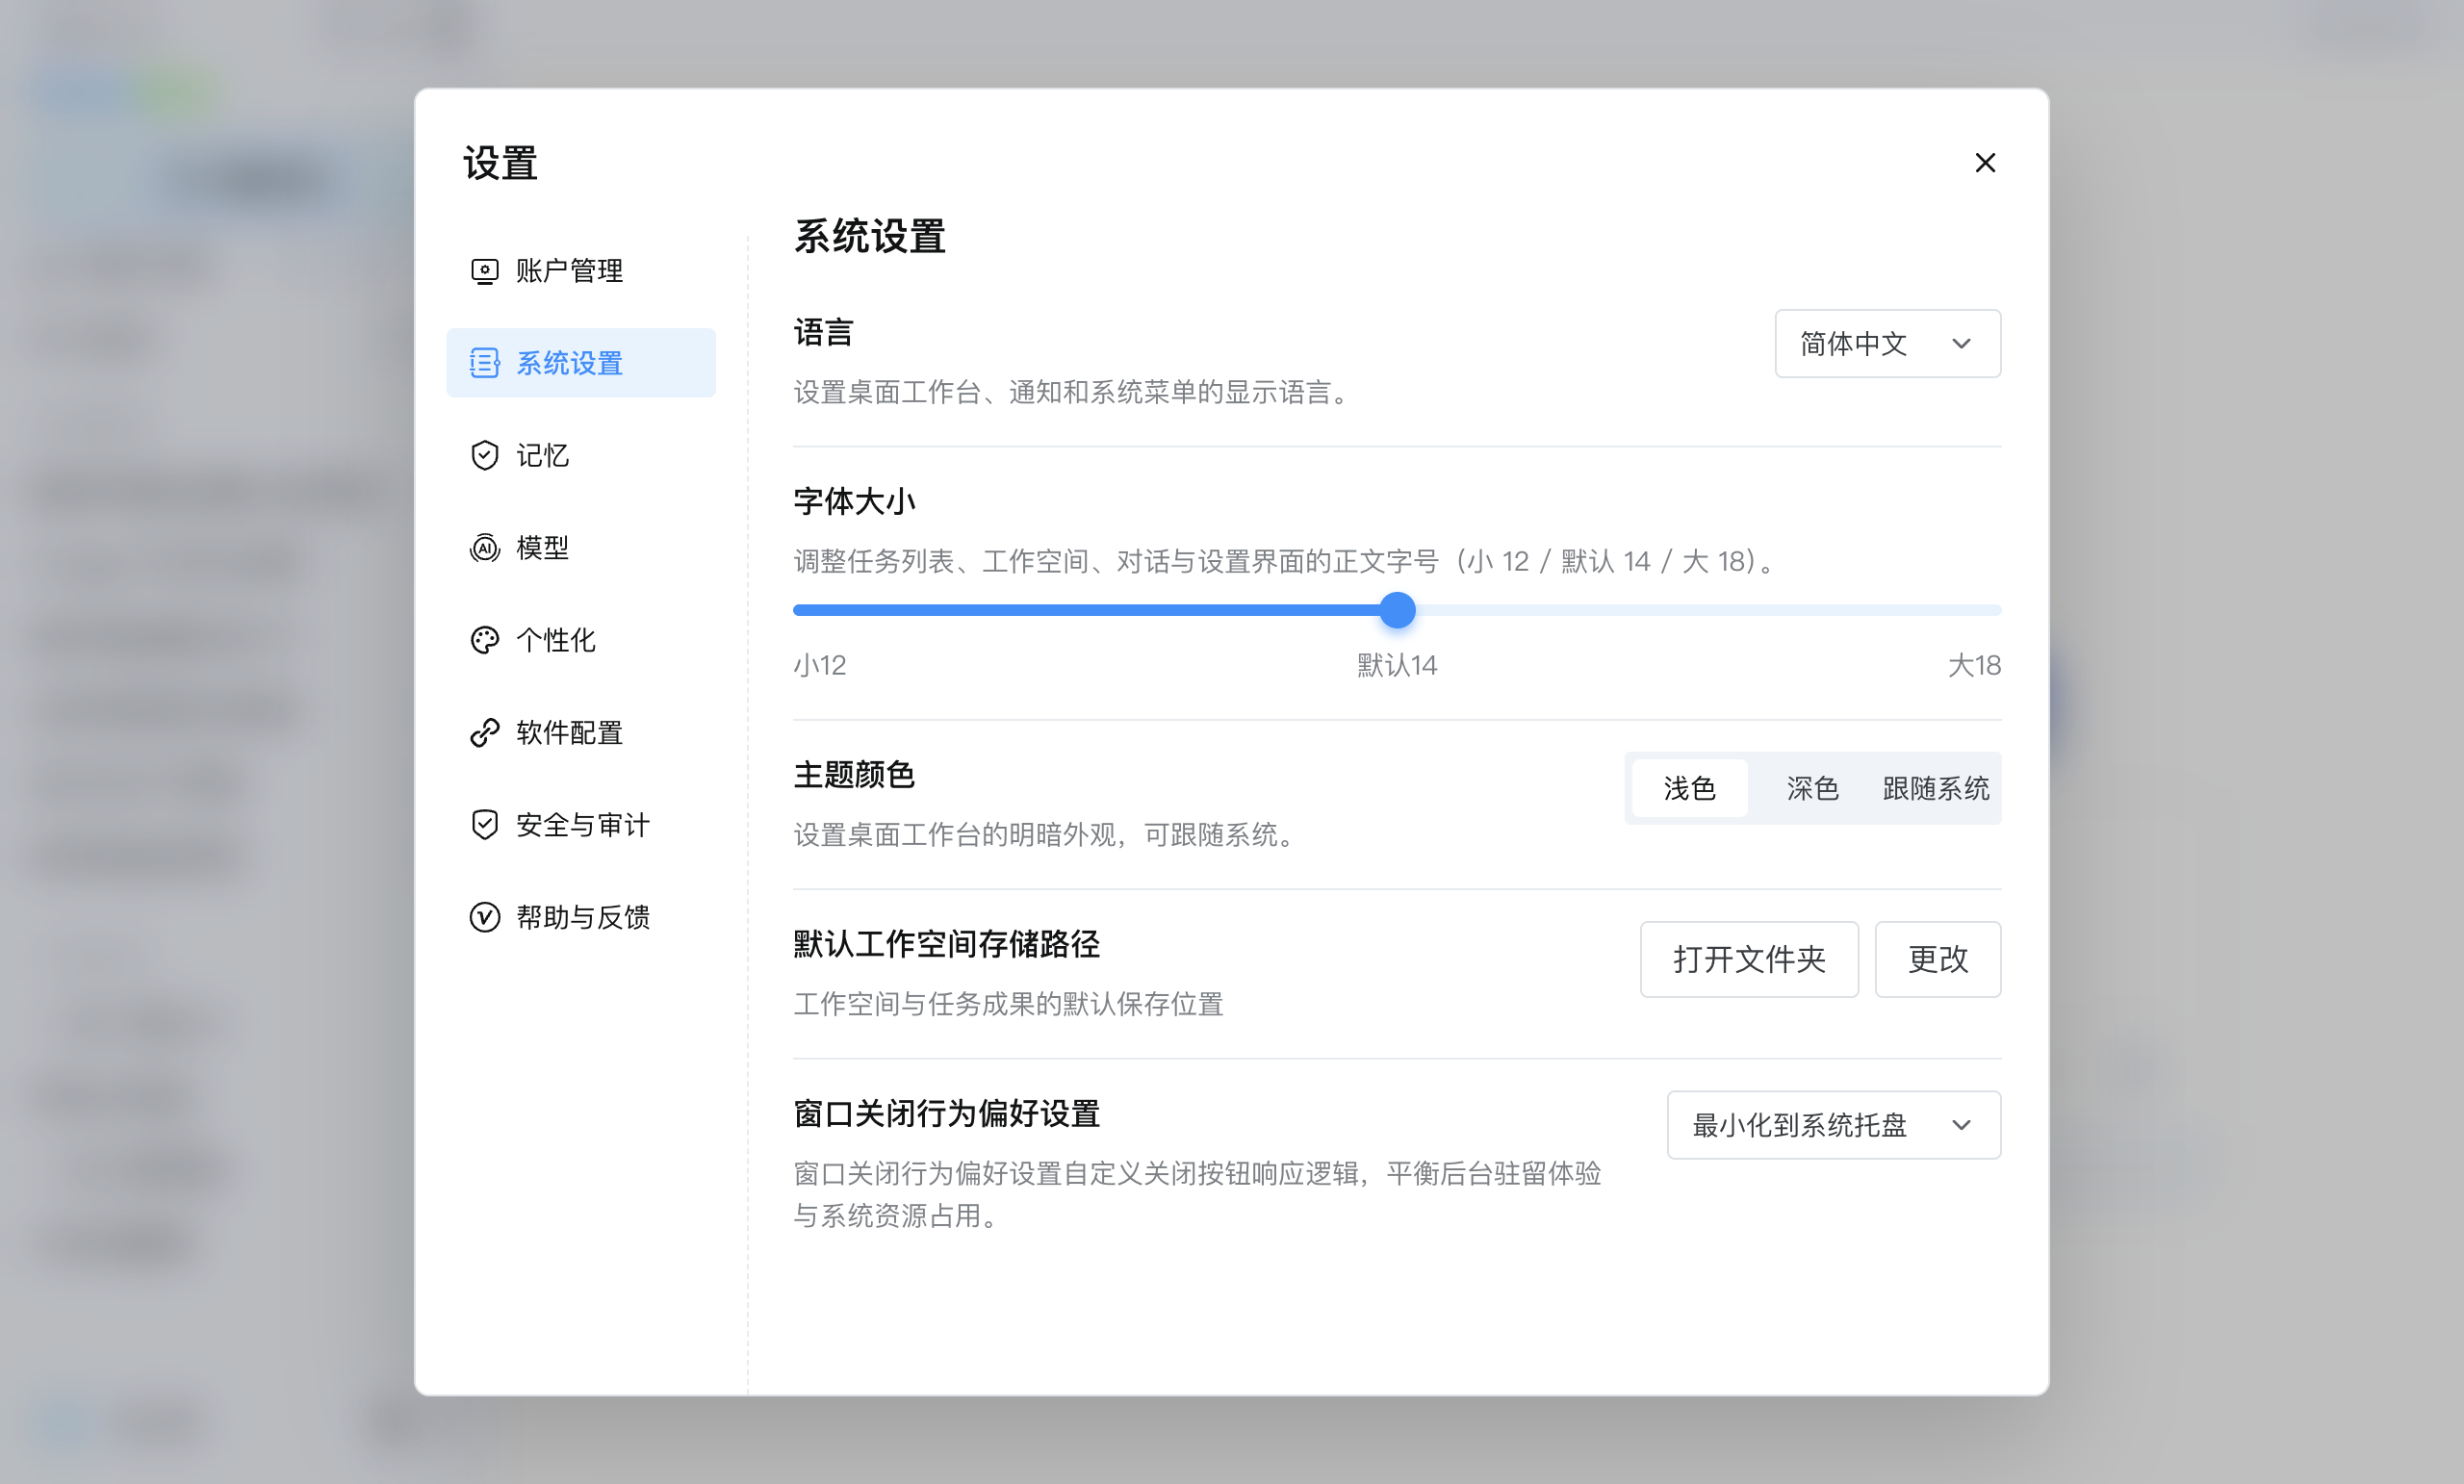 设置
账户管理
系统设置
记忆
模型
个性化
软件配置
安全与审计
帮助与反馈
系统设置
语言
简体中文
设置桌面工作台、通知和系统菜单的显示语言。
字体大小
调整任务列表、工作空间、对话与设置界面的正文字号（小 12 / 默认 14 / 大 18）。
小12
默认14
大18
主题颜色
浅色
深色
跟随系统
设置桌面工作台的明暗外观，可跟随系统。
默认工作空间存储路径
打开文件夹
更改
工作空间与任务成果的默认保存位置
窗口关闭行为偏好设置
最小化到系统托盘
窗口关闭行为偏好设置自定义关闭按钮响应逻辑，平衡后台驻留体验
与系统资源占用。